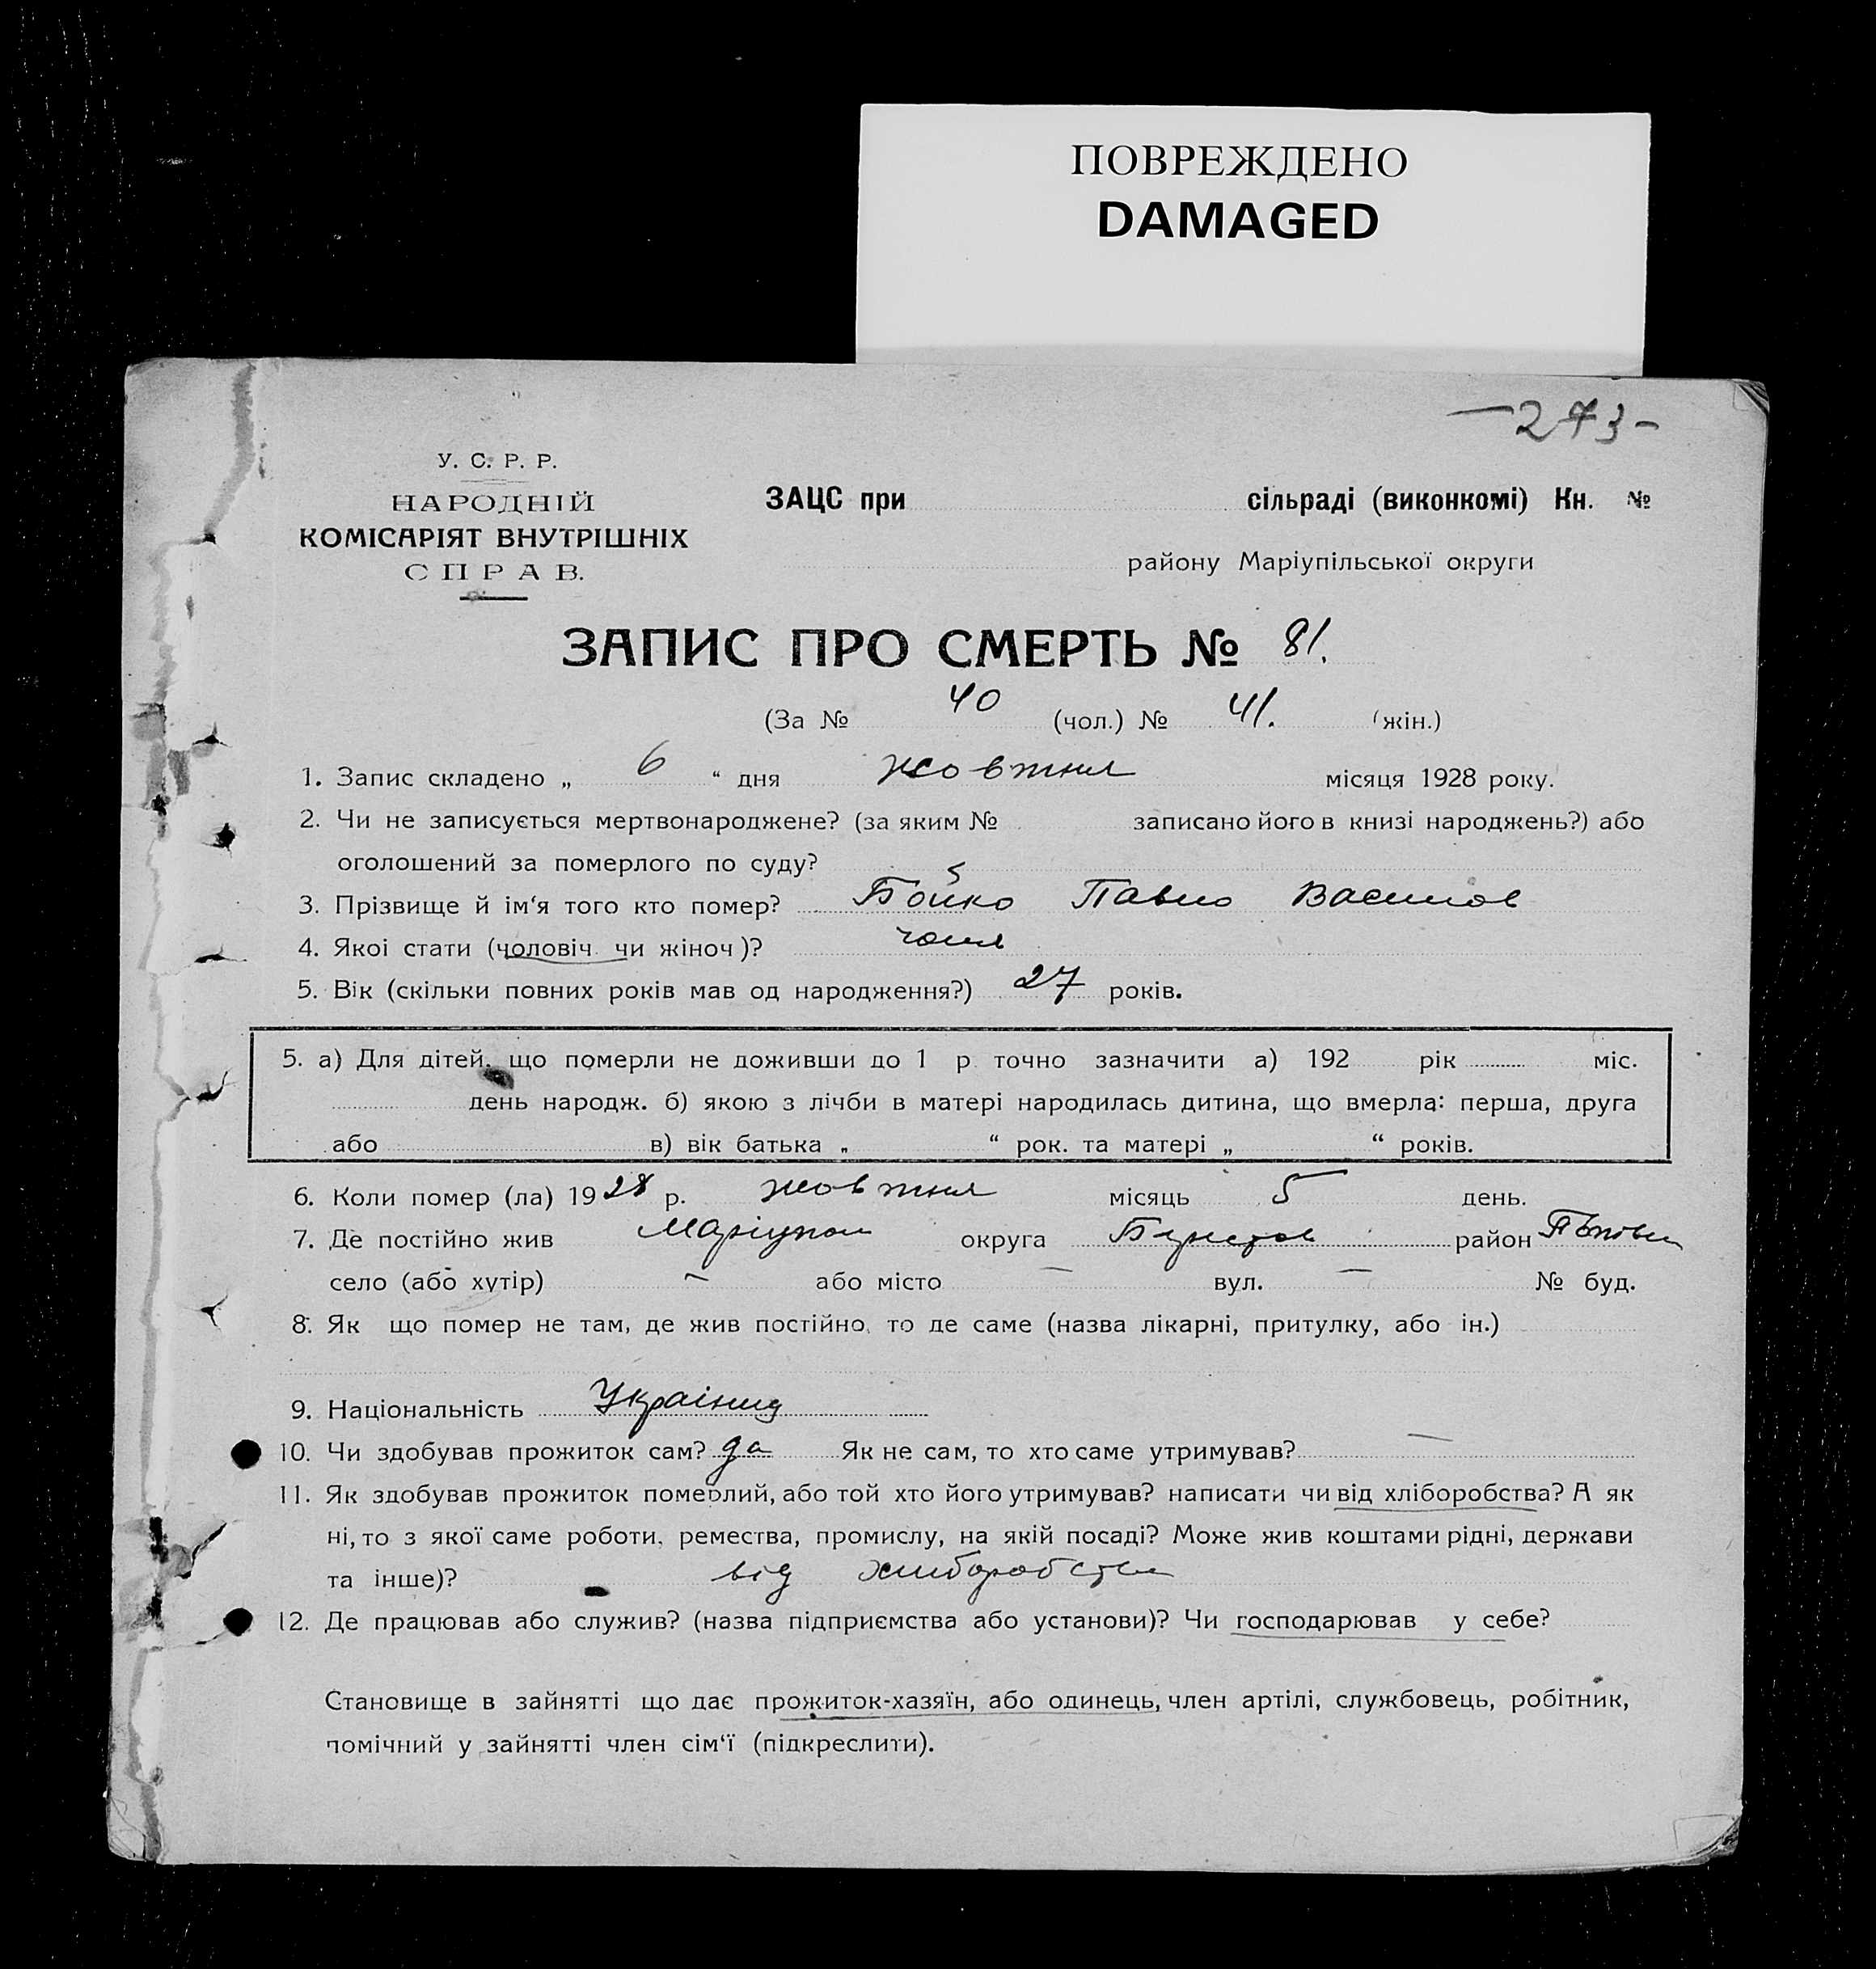 ПОВРЕЖДЕНО
DAMAGED
—273-
У. С. Р. Р.
НАРОДНІЙ
КОМІСАРІЯТ ВНУТРІШНІХ
СПРАВ.
ЗАЦС при сільраді (виконкомі) Кн. №
району Маріупільської округи
ЗАПИС ПРО СМЕРТЬ № 81.
(За № 40 (чол.) № 41. (жін.)
1. Запис складено „ 6 “ дня жовтня місяця 1928 року.
2. Чи не записується мертвонароджене? (за яким № записано його в книзі народжень?) або
оголошений за померлого по суду?
3. Прізвище й ім‘я того кто помер? Бойко Павло Васильов
4. Якоі стати (чоловіч. чи жіноч)?
5. Вік (скільки повних років мав од народження?) 27 років.
5. а) Для дітей, що померли не доживши до 1 р. точно зазначити а) 192 рік міс.
день народж. б) якою з лічби в матері народилась дитина, що вмерла: перша, друга
або в) вік батька „ “ рок. та матері „ “ років.
6. Коли помер (ла) 1928 р. жовтня місяць 5 день.
7. Де постійно жив Маріупол округа район
село (або хутір) – або місто – вул. – № буд.
8. Як що помер не там, де жив постійно, то де саме (назва лікарні, притулку, або ін.)
9. Національність Українець
10. Чи здобував прожиток сам? да Як не сам, то хто саме утримував? –
11. Як здобував прожиток померлий, або той хто його утримував? написати чи від хліборобства? А як
ні, то з якої саме роботи, ремества, промислу, на якій посаді? Може жив коштами рідні, держави
та інше)? від хліборобства
12. Де працював або служив? (назва підприємства або установи)? Чи господарював у себе?
Становище в зайнятті що дає прожиток-хазяїн, або одинець, член артілі, службовець, робітник,
помічний у зайнятті член сім‘ї (підкреслити).